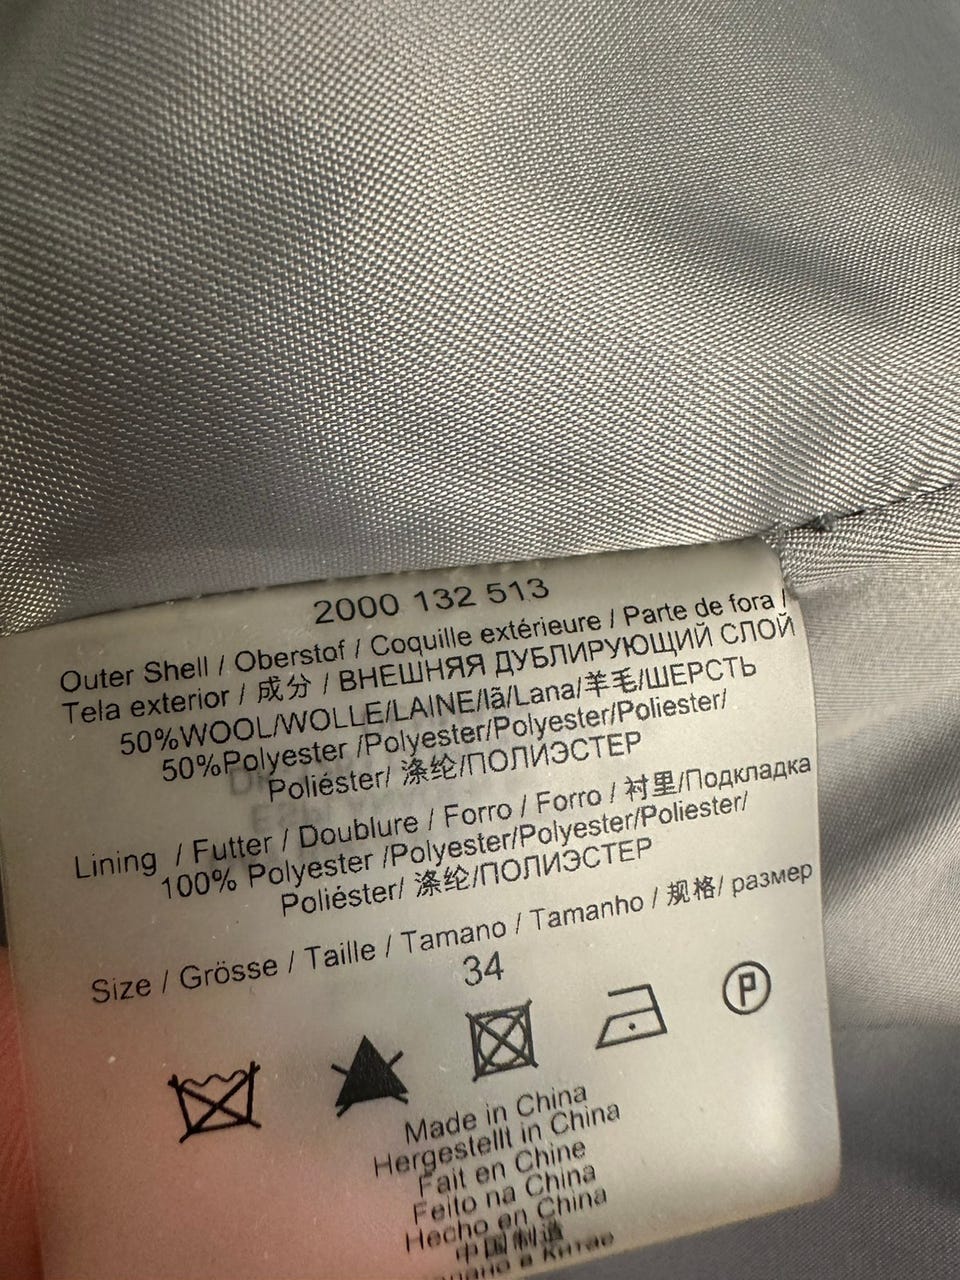 2000 132 513
Outer Shell / Oberstof / Coquille extérieure / Parte de fora /
Tela exterior / 成分 / ВНЕШНЯЯ ДУБЛИРУЮЩИЙ СЛОЙ
50%WOOL/WOLLE/LAINE/lã/Lana/羊毛/ШЕРСТЬ
50%Polyester /Polyester/Polyester/Poliester/
Poliéster/ 涤纶/ПОЛИЭСТЕР
Lining / Futter / Doublure / Forro / Forro / 衬里/Подкладка
100% Polyester /Polyester/Polyester/Poliester/
Poliéster/ 涤纶/ПОЛИЭСТЕР
Size / Grösse / Taille / Tamano / Tamanho / 规格/ размер
34
P
Made in China
Hergestellt in China
Fait en Chine
Feito na China
Hecho en China
中国制造
в Китае